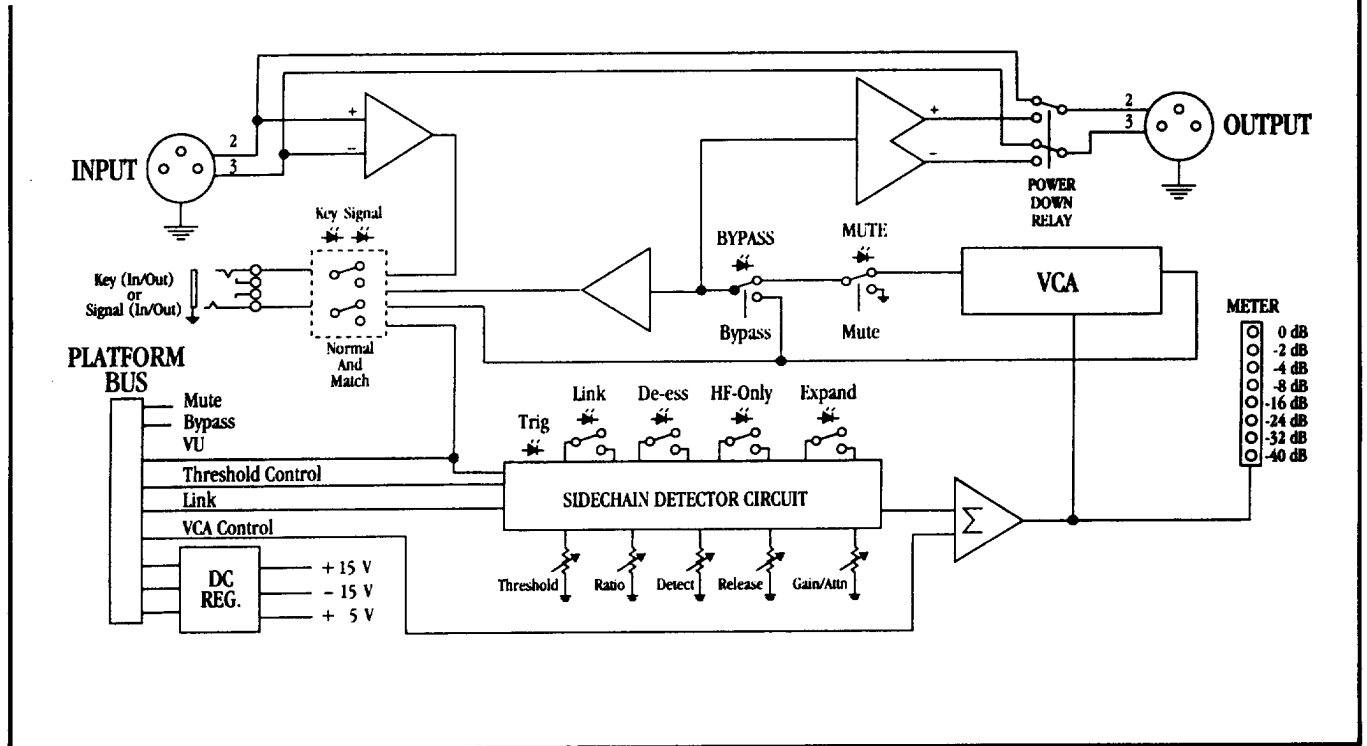 2
3
INPUT
+
−
+
−
2
3
OUTPUT
POWER
DOWN
RELAY
Key Signal
BYPASS
MUTE
Key (In/Out)
or
Signal (In/Out)
Normal
And
Match
Bypass
Mute
VCA
METER
0 dB
-2 dB
-4 dB
-8 dB
-16 dB
-24 dB
-32 dB
-40 dB
PLATFORM
BUS
Mute
Bypass
VU
Threshold Control
Link
VCA Control
Trig
Link
De-ess
HF-Only
Expand
SIDECHAIN DETECTOR CIRCUIT
Σ
Threshold
Ratio
Detect
Release
Gain/Attn
DC
REG.
+ 15 V
− 15 V
+ 5 V